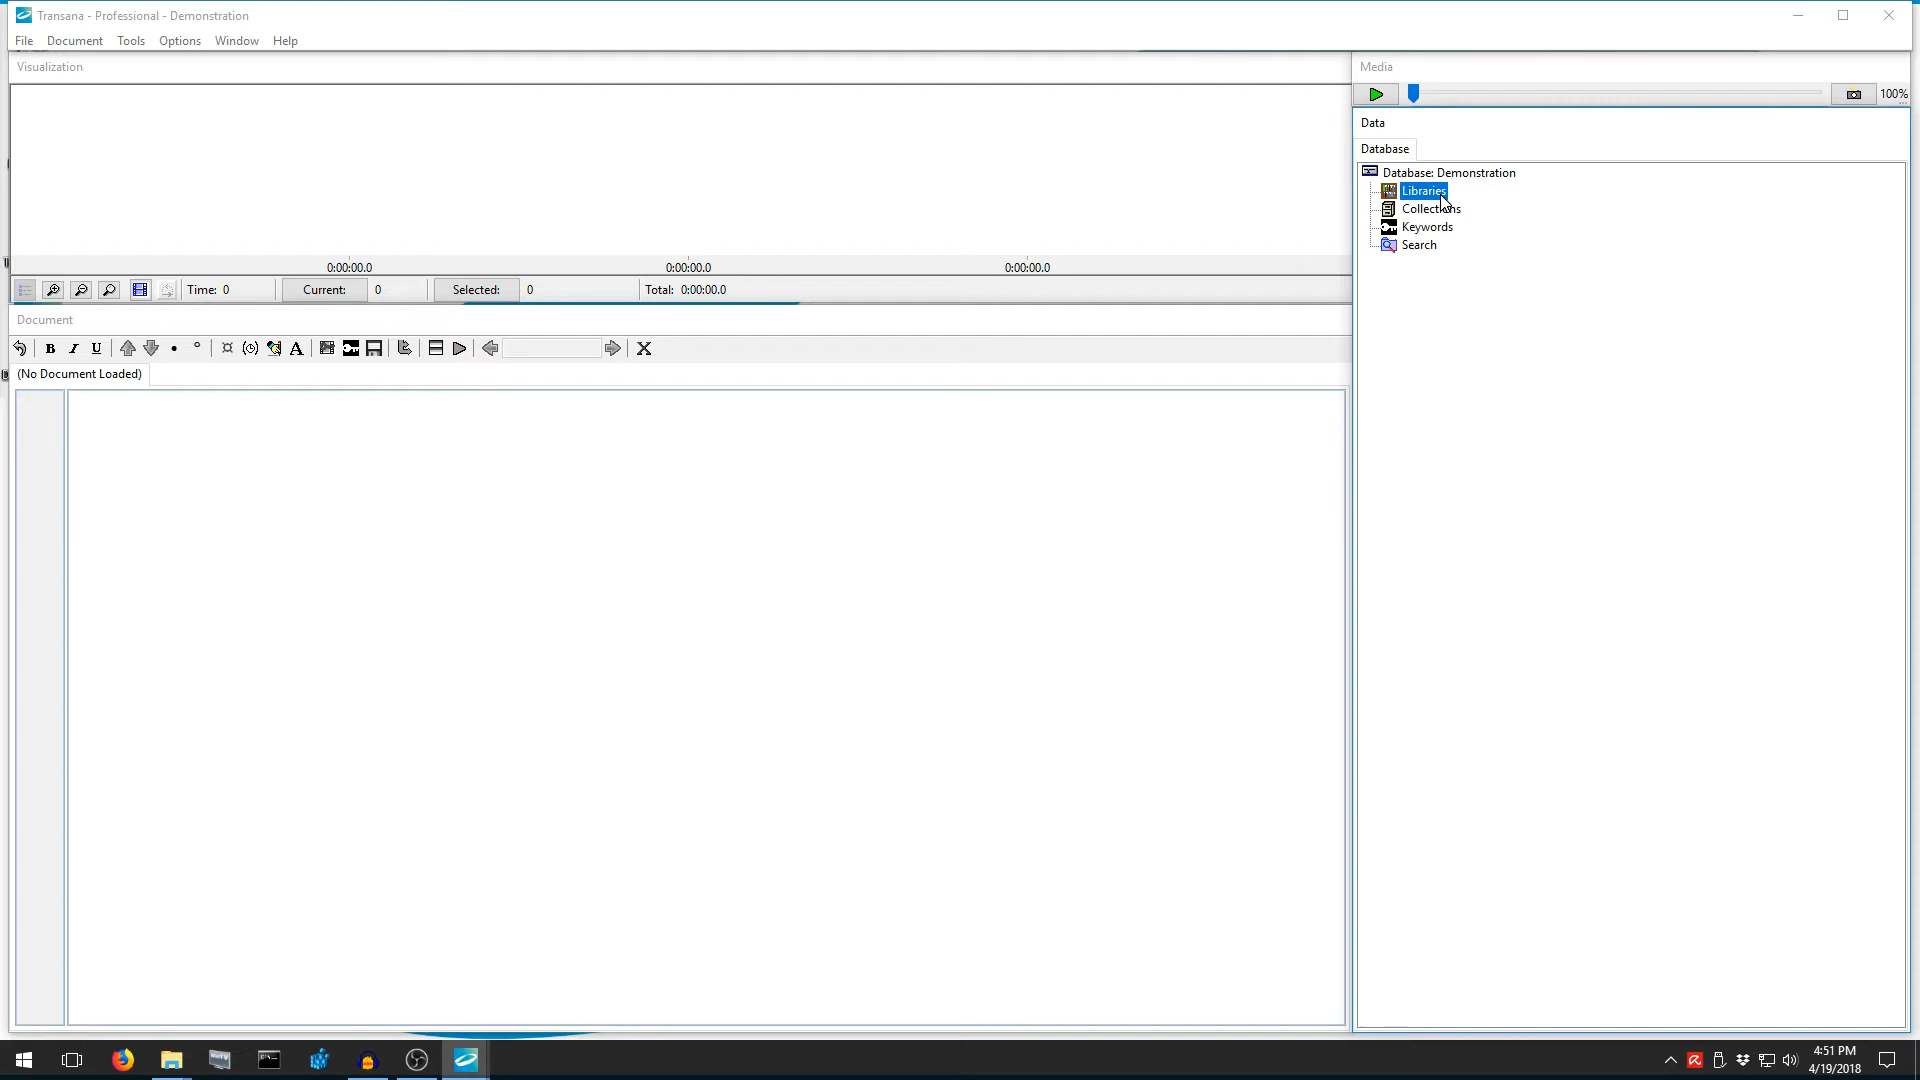 Transana - Professional - Demonstration
File Document Tools Options Window Help
Visualization
0:00:00.0 0:00:00.0 0:00:00.0
Time: 0 Current: 0 Selected: 0 Total: 0:00:00.0
Document
B I U A X
(No Document Loaded)
Media
100%
Data
Database
Database: Demonstration
Libraries
Collections
Keywords
Search
4:51 PM
4/19/2018